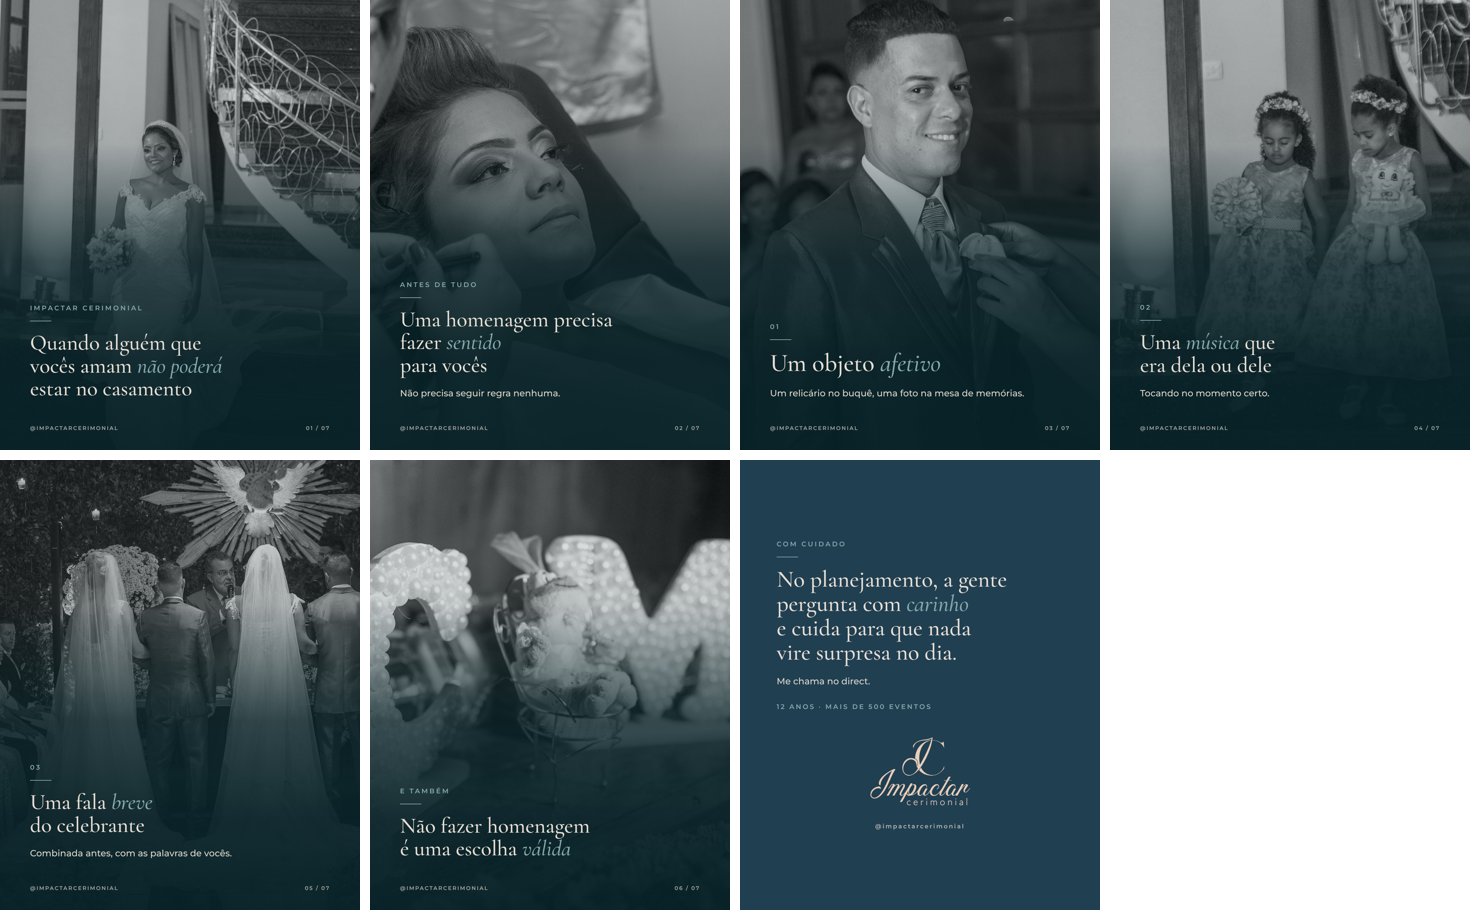 IMPACTAR CERIMONIAL
Quando alguém que
vocês amam não poderá
estar no casamento
@IMPACTARCERIMONIAL
01 / 07
ANTES DE TUDO
Uma homenagem precisa
fazer sentido
para vocês
Não precisa seguir regra nenhuma.
@IMPACTARCERIMONIAL
02 / 07
01
Um objeto afetivo
Um relicário no buquê, uma foto na mesa de memórias.
@IMPACTARCERIMONIAL
03 / 07
02
Uma música que
era dela ou dele
Tocando no momento certo.
@IMPACTARCERIMONIAL
04 / 07
03
Uma fala breve
do celebrante
Combinada antes, com as palavras de vocês.
@IMPACTARCERIMONIAL
05 / 07
E TAMBÉM
Não fazer homenagem
é uma escolha válida
@IMPACTARCERIMONIAL
06 / 07
COM CUIDADO
No planejamento, a gente
pergunta com carinho
e cuida para que nada
vire surpresa no dia.
Me chama no direct.
12 ANOS · MAIS DE 500 EVENTOS
Impactar
cerimonial
@impactarcerimonial